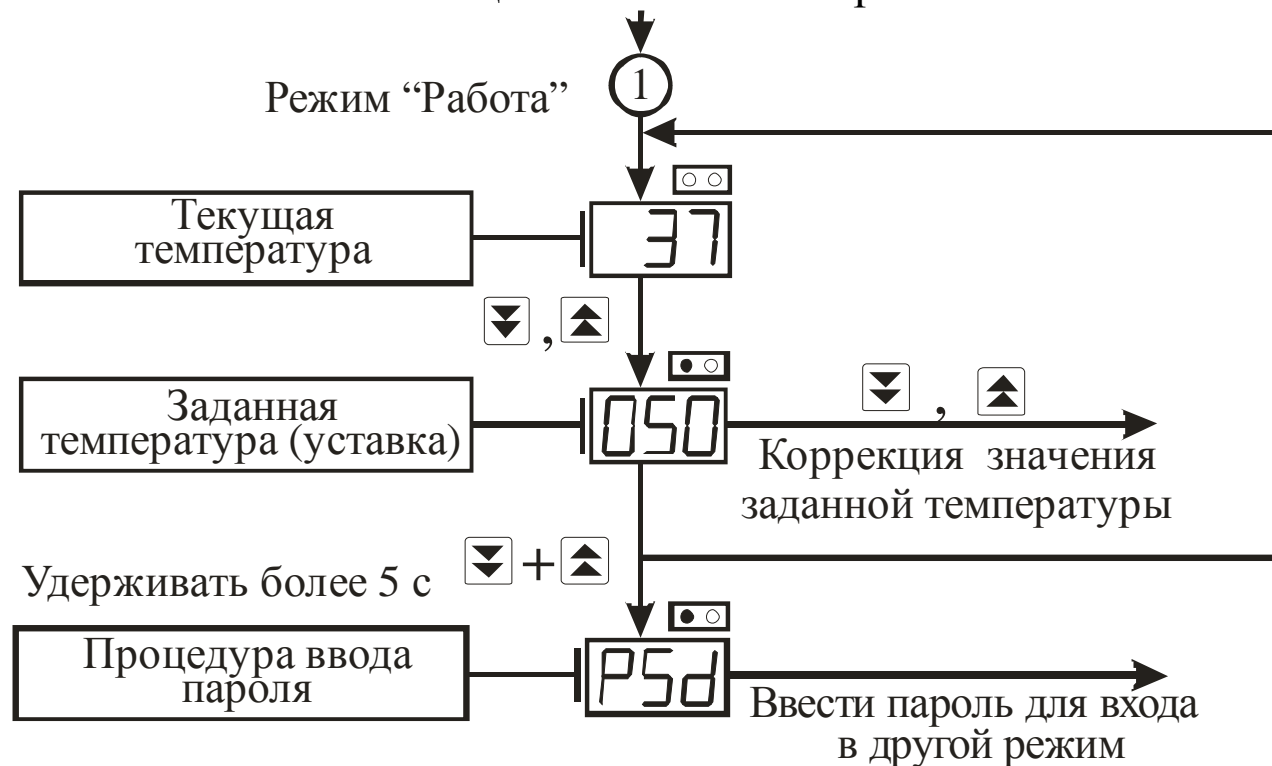 1
Режим “Работа”
Текущая
температура
37
,
Заданная
температура (уставка)
050
,
Коррекция значения
заданной температуры
Удерживать более 5 с
+
Процедура ввода
пароля
PSd
Ввести пароль для входа
в другой режим